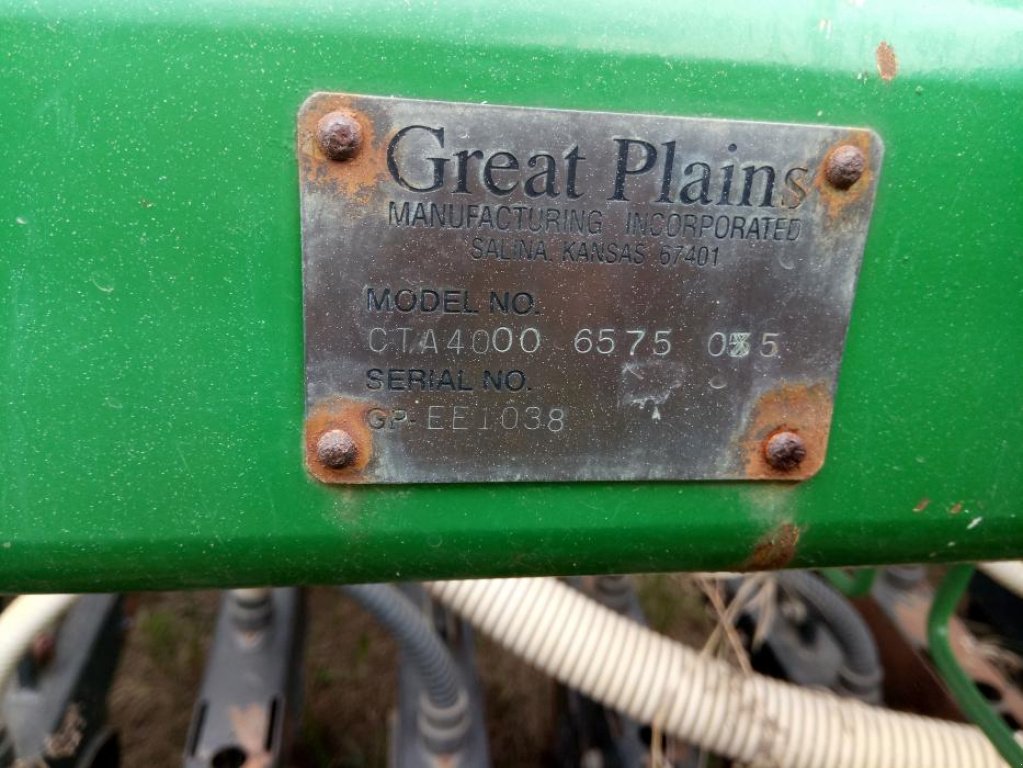 Great Plains
MANUFACTURING INCORPORATED
SALINA, KANSAS 67401
MODEL NO.
CTA4000 6575
SERIAL NO.
GP-EE1038